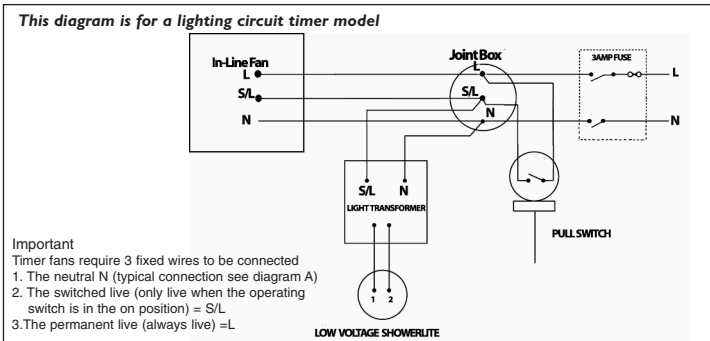 This diagram is for a lighting circuit timer model
In-Line Fan
L
S/L
N
Joint Box
L
S/L
N
3AMP FUSE
L
N
S/L N
LIGHT TRANSFORMER
PULL SWITCH
1 2
LOW VOLTAGE SHOWERLITE
Important
Timer fans require 3 fixed wires to be connected
1. The neutral N (typical connection see diagram A)
2. The switched live (only live when the operating
switch is in the on position) = S/L
3.The permanent live (always live) =L